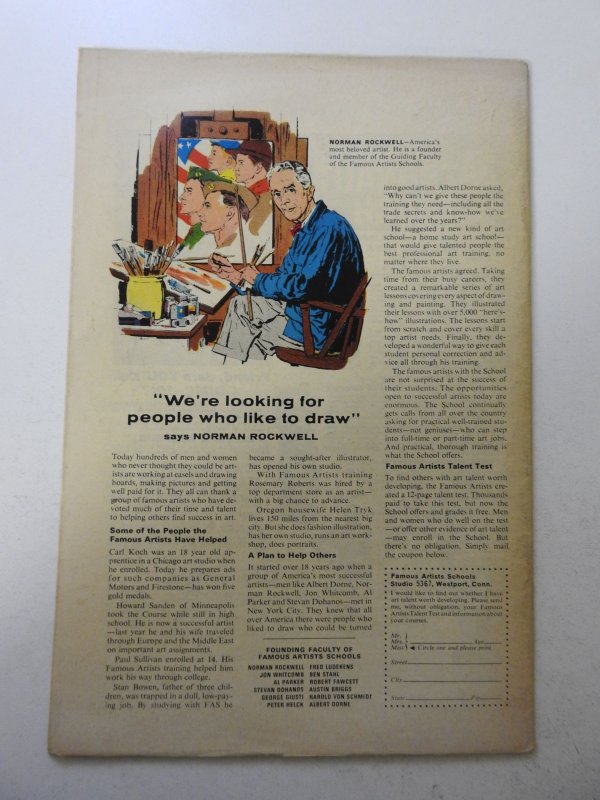 NORMAN ROCKWELL—America's
most beloved artist. He is a founder
and member of the Guiding Faculty
of the Famous Artists Schools.
"We're looking for
people who like to draw"
says NORMAN ROCKWELL
Today hundreds of men and women
who never thought they could be art-
ists are working at easels and drawing
boards, making pictures and getting
well paid for it. They all can thank a
group of famous artists who have de-
voted much of their time and talent
to helping others find success in art.
Some of the People the
Famous Artists Have Helped
Carl Koch was an 18 year old ap-
prentice in a Chicago art studio when
he enrolled. Today he prepares ads
for such companies as General
Motors and Firestone—has won five
gold medals.
Howard Sanden of Minneapolis
took the Course while still in high
school. He is now a successful artist
—last year he and his wife traveled
through Europe and the Middle East
on important art assignments.
Paul Sullivan enrolled at 14. His
Famous Artists training helped him
work his way through college.
Stan Bowen, father of three chil-
dren, was trapped in a dull, low-pay-
ing job. By studying with FAS he
became a sought-after illustrator,
has opened his own studio.
With Famous Artists training
Rosemary Roberts was hired by a
top department store as an artist—
with a big chance to advance.
Oregon housewife Helen Tryk
lives 150 miles from the nearest big
city. But she does fashion illustration,
has her own studio, runs an art work-
shop, does portraits.
A Plan to Help Others
It started over 18 years ago when a
group of America's most successful
artists—men like Albert Dorne, Nor-
man Rockwell, Jon Whitcomb, Al
Parker and Stevan Dohanos—met in
New York City. They knew that all
over America there were people who
liked to draw who could be turned
FOUNDING FACULTY OF
FAMOUS ARTISTS SCHOOLS
NORMAN ROCKWELL FRED LUDEKENS
JON WHITCOMB BEN STAHL
AL PARKER ROBERT FAWCETT
STEVAN DOHANOS AUSTIN BRIGGS
GEORGE GIUSTI HAROLD VON SCHMIDT
PETER HELCK ALBERT DORNE
into good artists. Albert Dorne asked,
"Why can't we give these people the
training they need—including all the
trade secrets and know-how we've
learned over the years?"
He suggested a new kind of art
school—a home study art school—
that would give talented people the
best professional art training, no
matter where they live.
The famous artists agreed. Taking
time from their busy careers, they
created a remarkable series of art
lessons covering every aspect of draw-
ing and painting. They illustrated
their lessons with over 5,000 "here's-
how" illustrations. The lessons start
from scratch and cover every skill a
top artist needs. Finally, they de-
veloped a wonderful way to give each
student personal correction and ad-
vice all through his training.
The famous artists with the School
are not surprised at the success of
their students: The opportunities
open to successful artists today are
enormous. The School continually
gets calls from all over the country
asking for practical well-trained stu-
dents—not geniuses—who can step
into full-time or part-time art jobs.
And practical, thorough training is
what the School offers.
Famous Artists Talent Test
To find others with art talent worth
developing, the Famous Artists cre-
ated a 12-page talent test. Thousands
paid to take this test, but now the
School offers and grades it free. Men
and women who do well on the test
—or offer other evidence of art talent
—may enroll in the School. But
there's no obligation. Simply mail
the coupon below.
Famous Artists Schools
Studio 5367, Westport, Conn.
I would like to find out whether I have
art talent worth developing. Please send
me, without obligation, your Famous
Artists Talent Test and information about
your courses.
Mr.
Mrs. Age
Miss Circle one and please print.
Street
City
State Zip